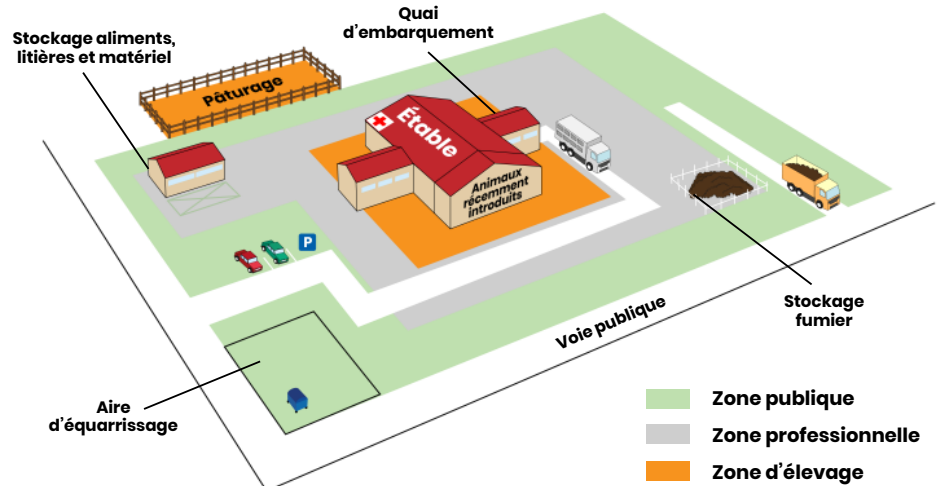 Quai
d’embarquement
Stockage aliments,
litières et matériel
Pâturage
Étable
Animaux
récemment
introduits
P
Stockage
fumier
Voie publique
Aire
d’équarrissage
Zone publique
Zone professionnelle
Zone d’élevage